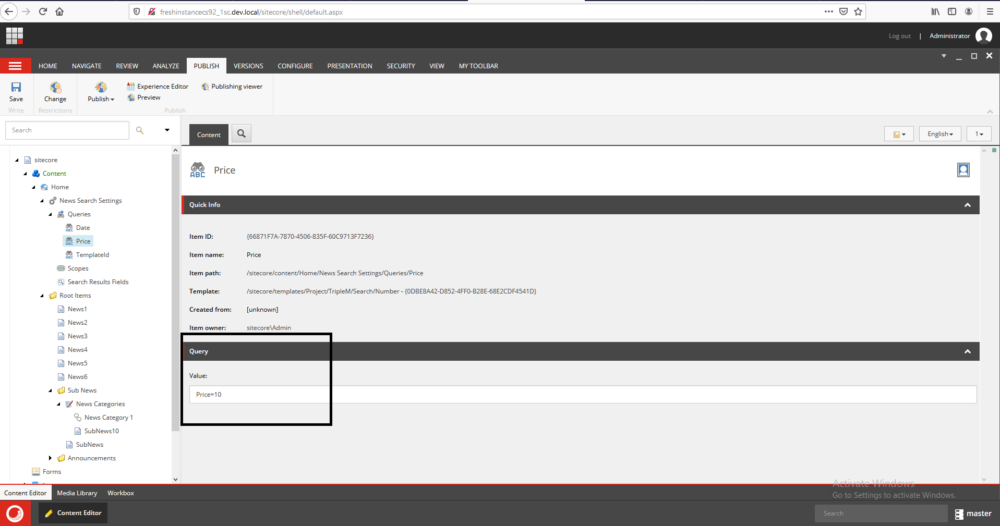 freshinstancecs92_1sc.dev.local/sitecore/shell/default.aspx
Log out | Administrator
HOME NAVIGATE REVIEW ANALYZE PUBLISH VERSIONS CONFIGURE PRESENTATION SECURITY VIEW MY TOOLBAR
Save
Write
Change
Restrictions
Publish
Experience Editor
Preview
Publishing viewer
Publish
Search
sitecore
Content
Home
News Search Settings
Queries
Date
Price
TemplateId
Scopes
Search Results Fields
Root Items
News1
News2
News3
News4
News5
News6
Sub News
News Categories
News Category 1
SubNews10
SubNews
Announcements
Forms
Content
English
1
ABC
Price
Quick Info
Item ID: {66871F7A-7870-4506-835F-60C9713F7236}
Item name: Price
Item path: /sitecore/content/Home/News Search Settings/Queries/Price
Template: /sitecore/templates/Project/TripleM/Search/Number - {0DBE8A42-D852-4FF0-B28E-68E2CDF4541D}
Created from: [unknown]
Item owner: sitecore\Admin
Query
Value:
Price=10
Activate Windows
Go to Settings to activate Windows.
Content Editor Media Library Workbox
Content Editor
Search
master